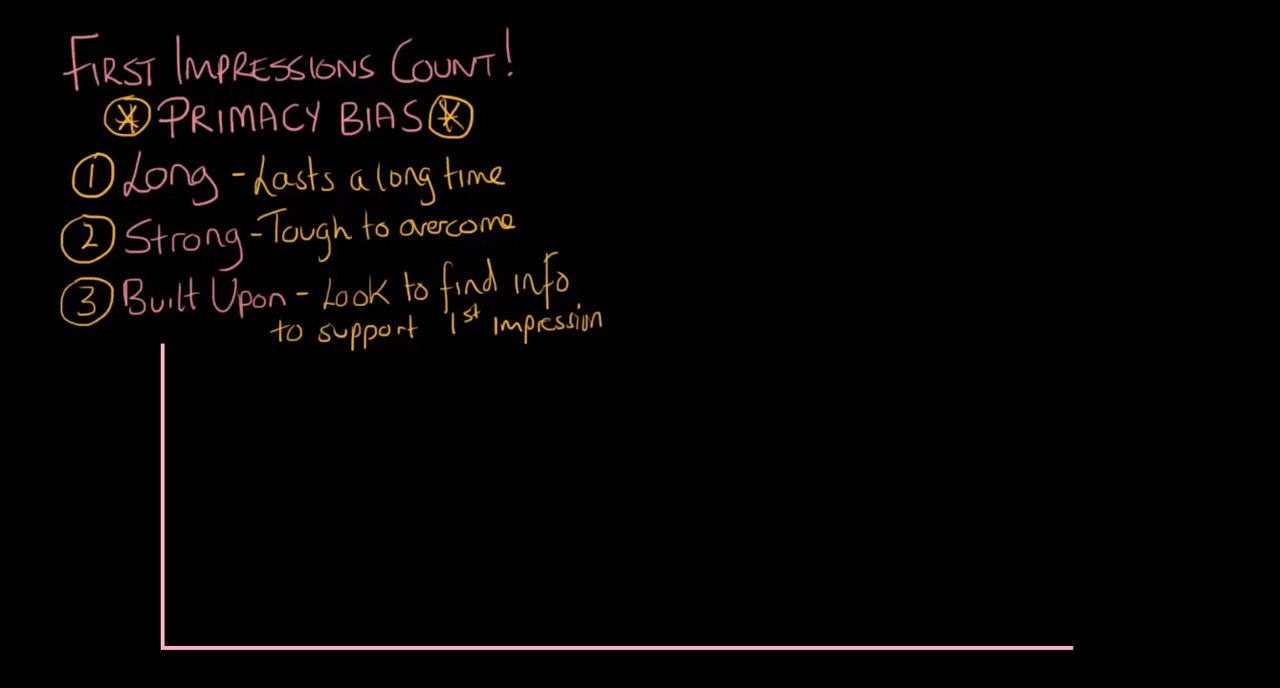 FIRST IMPRESSIONS COUNT!
* PRIMACY BIAS *
1 Long - Lasts a long time
2 Strong - Tough to overcome
3 Built Upon - Look to find info
to support 1st impression